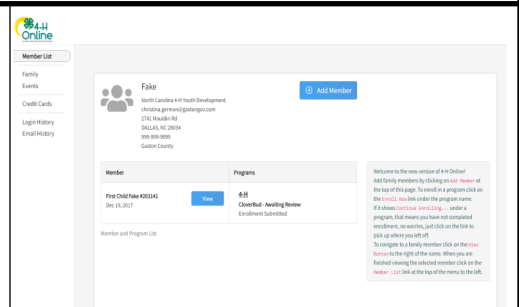 4-H
Online
Member List
Family
Events
Credit Cards
Login History
Email History
Fake
North Carolina 4-H Youth Development
christina.german@gastongov.com
2741 Mauldin Rd
DALLAS, NC 28034
999-999-9999
Gaston County
Add Member
Member
Programs
First Child Fake #203141
Dec 19, 2017
View
4-H
CloverBud - Awaiting Review
Enrollment Submitted
Member and Program List
Welcome to the new version of 4-H Online!
Add family members by clicking on Add Member at
the top of this page. To enroll in a program click on
the Enroll Now link under the program name.
If it shows Continue Enrolling... under a
program, that means you have not completed
enrollment, no worries, just click on the link to
pick up where you left off.
To navigate to a family member click on the View
Button to the right of the name. When you are
finished viewing the selected member click on the
Member List link at the top of the menu to the left.